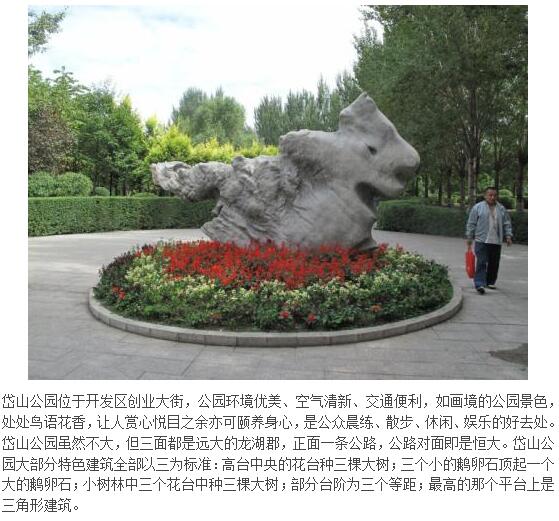 岱山公园位于开发区创业大街，公园环境优美、空气清新、交通便利，如画境的公园景色，
处处鸟语花香，让人赏心悦目之余亦可颐养身心，是公众晨练、散步、休闲、娱乐的好去处。
岱山公园虽然不大，但三面都是远大的龙湖郡，正面一条公路，公路对面即是恒大。岱山公
园大部分特色建筑全部以三为标准：高台中央的花台种三棵大树；三个小的鹅卵石顶起一个
大的鹅卵石；小树林中三个花台中种三棵大树；部分台阶为三个等距；最高的那个平台上是
三角形建筑。